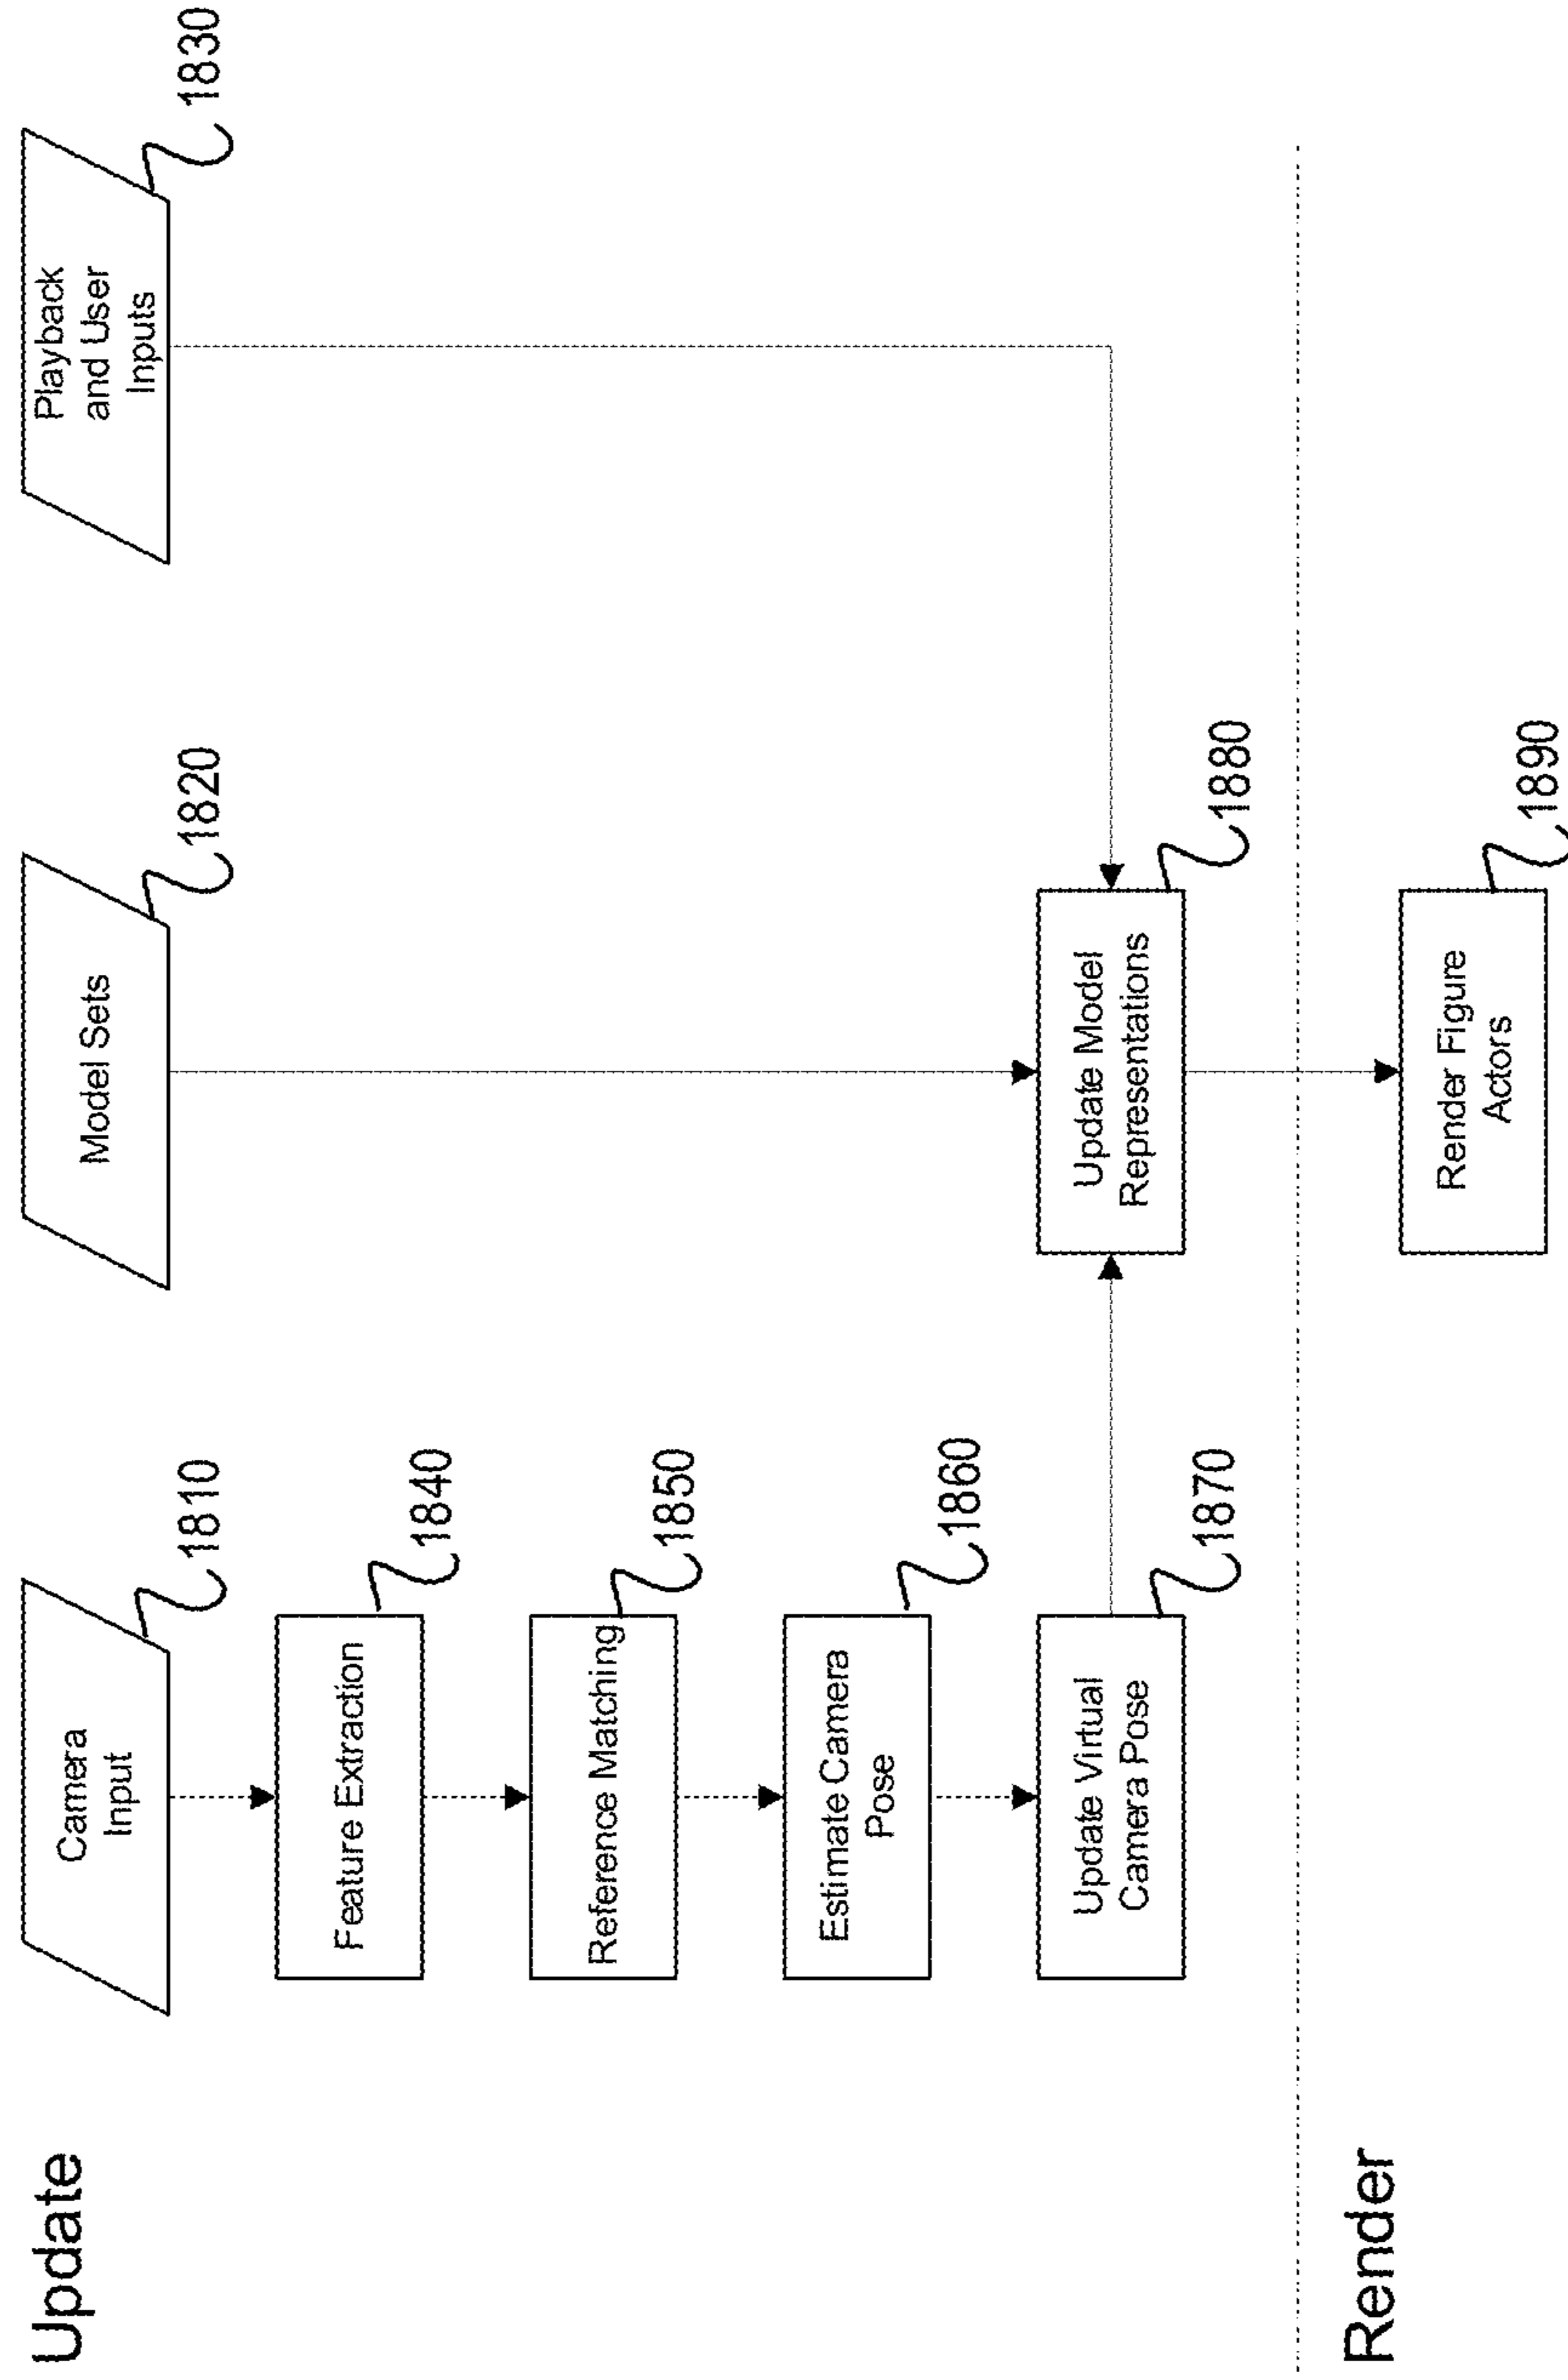 Update
Camera
Input
1810
Model Sets
1820
Playback
and User
Inputs
1830
Feature Extraction
1840
Reference Matching
1850
Estimate Camera
Pose
1860
Update Virtual
Camera Pose
1870
Update Model
Representations
1880
Render
Render Figure
Actors
1890